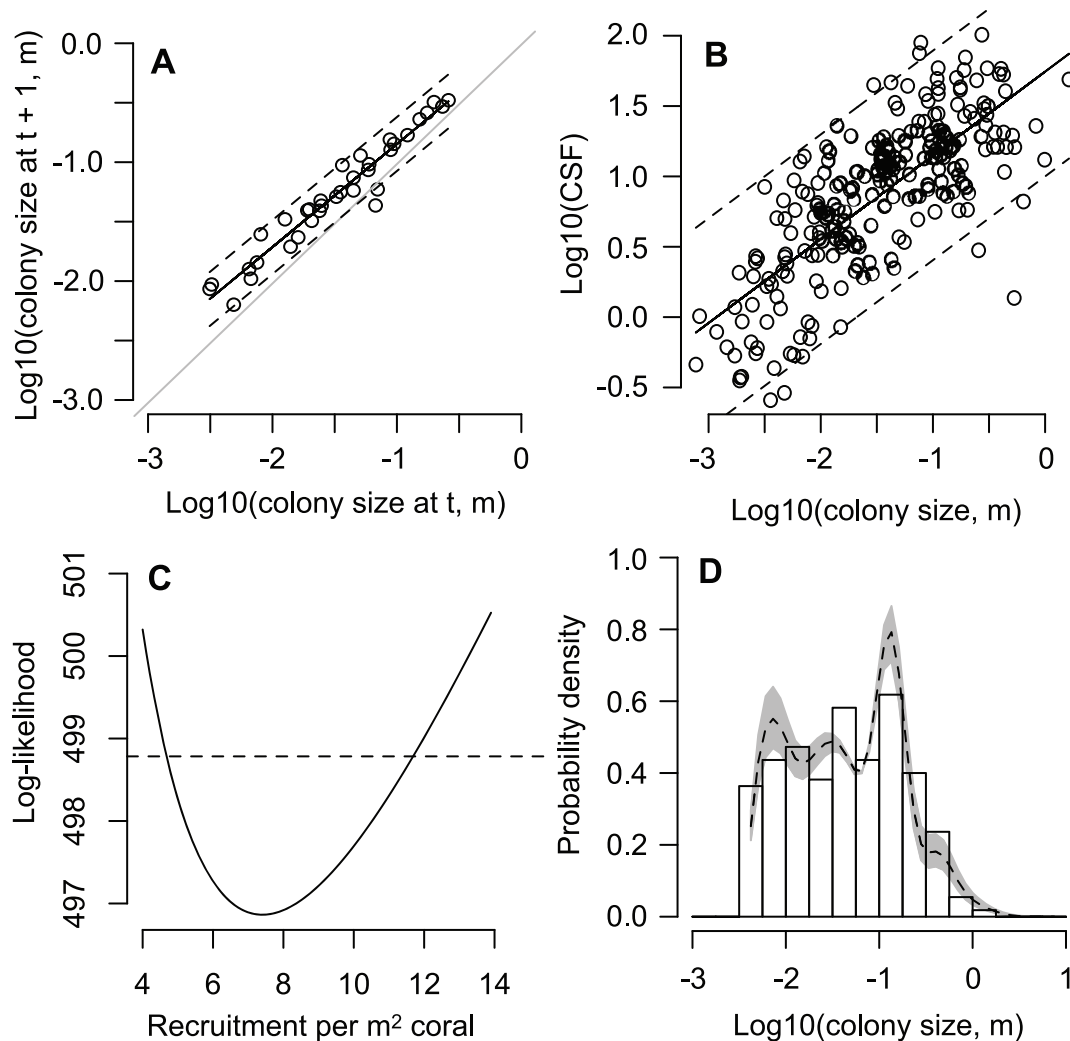 A
Log10(colony size at t + 1, m)
0.0
-1.0
-2.0
-3.0
-3 -2 -1 0
Log10(colony size at t, m)
B
Log10(CSF)
2.0
1.5
1.0
0.5
0.0
-0.5
-3 -2 -1 0
Log10(colony size, m)
C
Log-likelihood
501
500
499
498
497
4 6 8 10 12 14
Recruitment per m² coral
D
Probability density
1.0
0.8
0.6
0.4
0.2
0.0
-3 -2 -1 0 1
Log10(colony size, m)